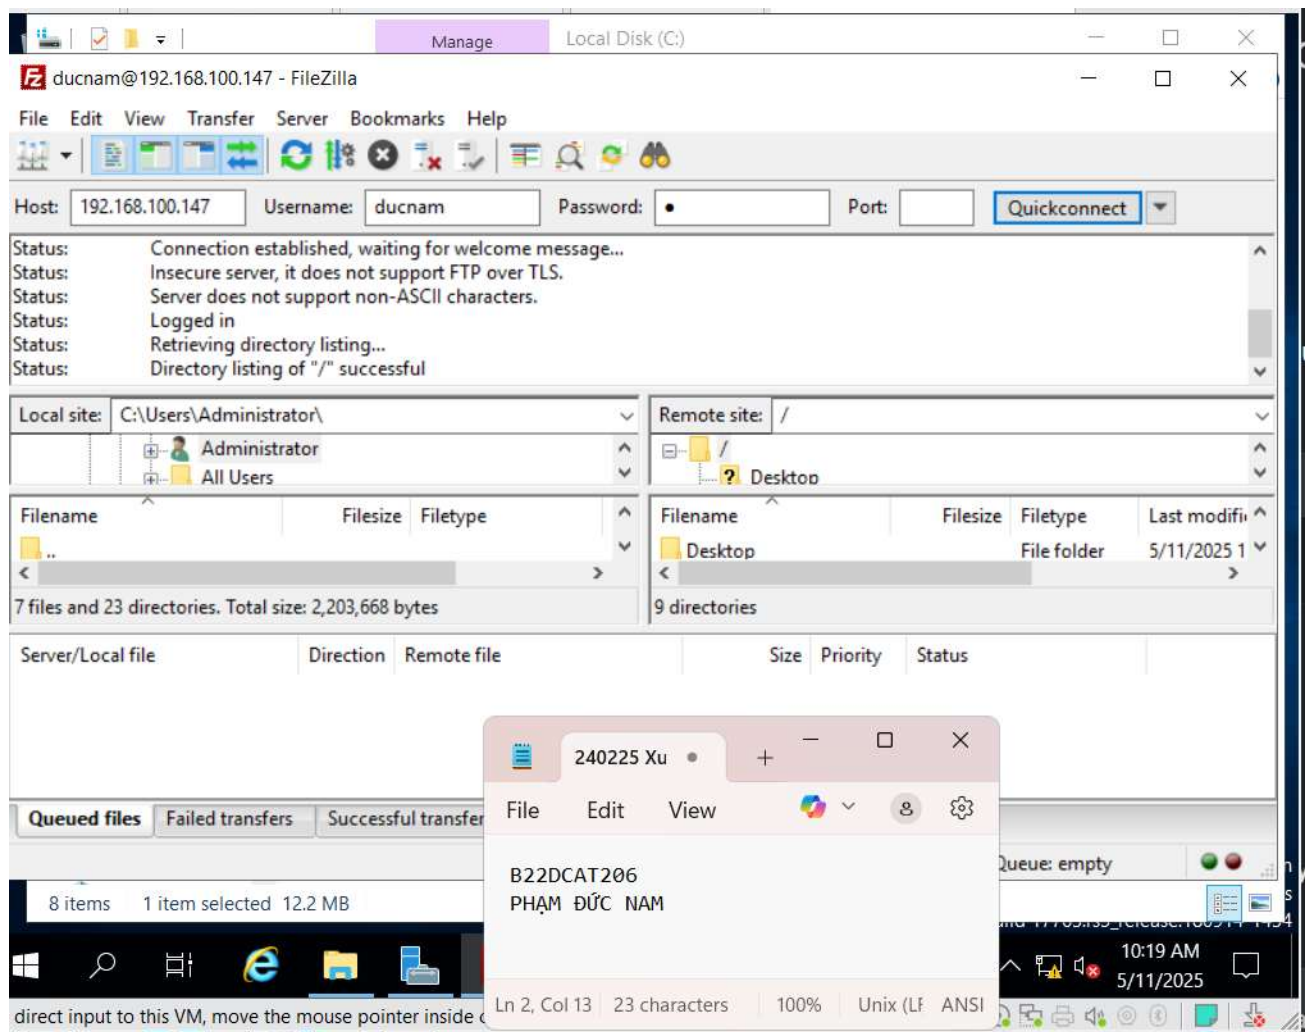 Manage Local Disk (C:)
ducnam@192.168.100.147 - FileZilla
File Edit View Transfer Server Bookmarks Help
Host: 192.168.100.147 Username: ducnam Password: ● Port: Quickconnect
Status: Connection established, waiting for welcome message...
Status: Insecure server, it does not support FTP over TLS.
Status: Server does not support non-ASCII characters.
Status: Logged in
Status: Retrieving directory listing...
Status: Directory listing of "/" successful
Local site: C:\Users\Administrator\
Administrator
All Users
Remote site: /
/
Desktop
Filename Filesize Filetype
..
7 files and 23 directories. Total size: 2,203,668 bytes
Filename Filesize Filetype Last modifi
Desktop File folder 5/11/2025 1
9 directories
Server/Local file Direction Remote file Size Priority Status
Queued files Failed transfers Successful transfer
Queue: empty
240225 Xu
File Edit View
B22DCAT206
PHẠM ĐỨC NAM
Ln 2, Col 13 23 characters 100% Unix (LF ANSI
8 items 1 item selected 12.2 MB
10:19 AM
5/11/2025
direct input to this VM, move the mouse pointer inside